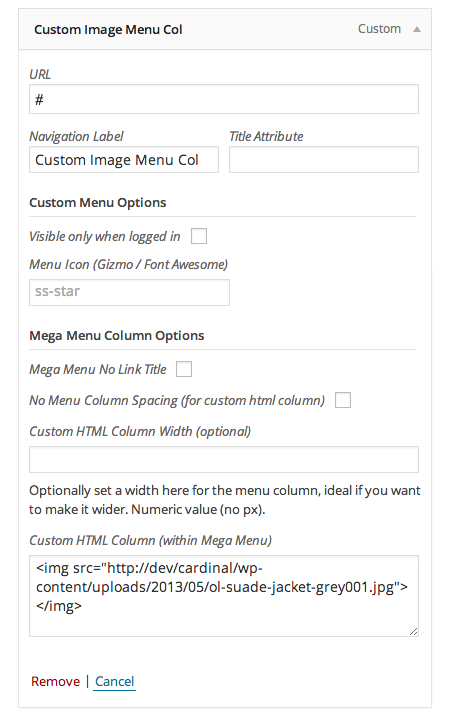 Custom Image Menu Col Custom
URL
#
Navigation Label Title Attribute
Custom Image Menu Col
Custom Menu Options
Visible only when logged in
Menu Icon (Gizmo / Font Awesome)
ss-star
Mega Menu Column Options
Mega Menu No Link Title
No Menu Column Spacing (for custom html column)
Custom HTML Column Width (optional)
Optionally set a width here for the menu column, ideal if you want
to make it wider. Numeric value (no px).
Custom HTML Column (within Mega Menu)
<img src="http://dev/cardinal/wp-
content/uploads/2013/05/ol-suade-jacket-grey001.jpg">
</img>
Remove | Cancel